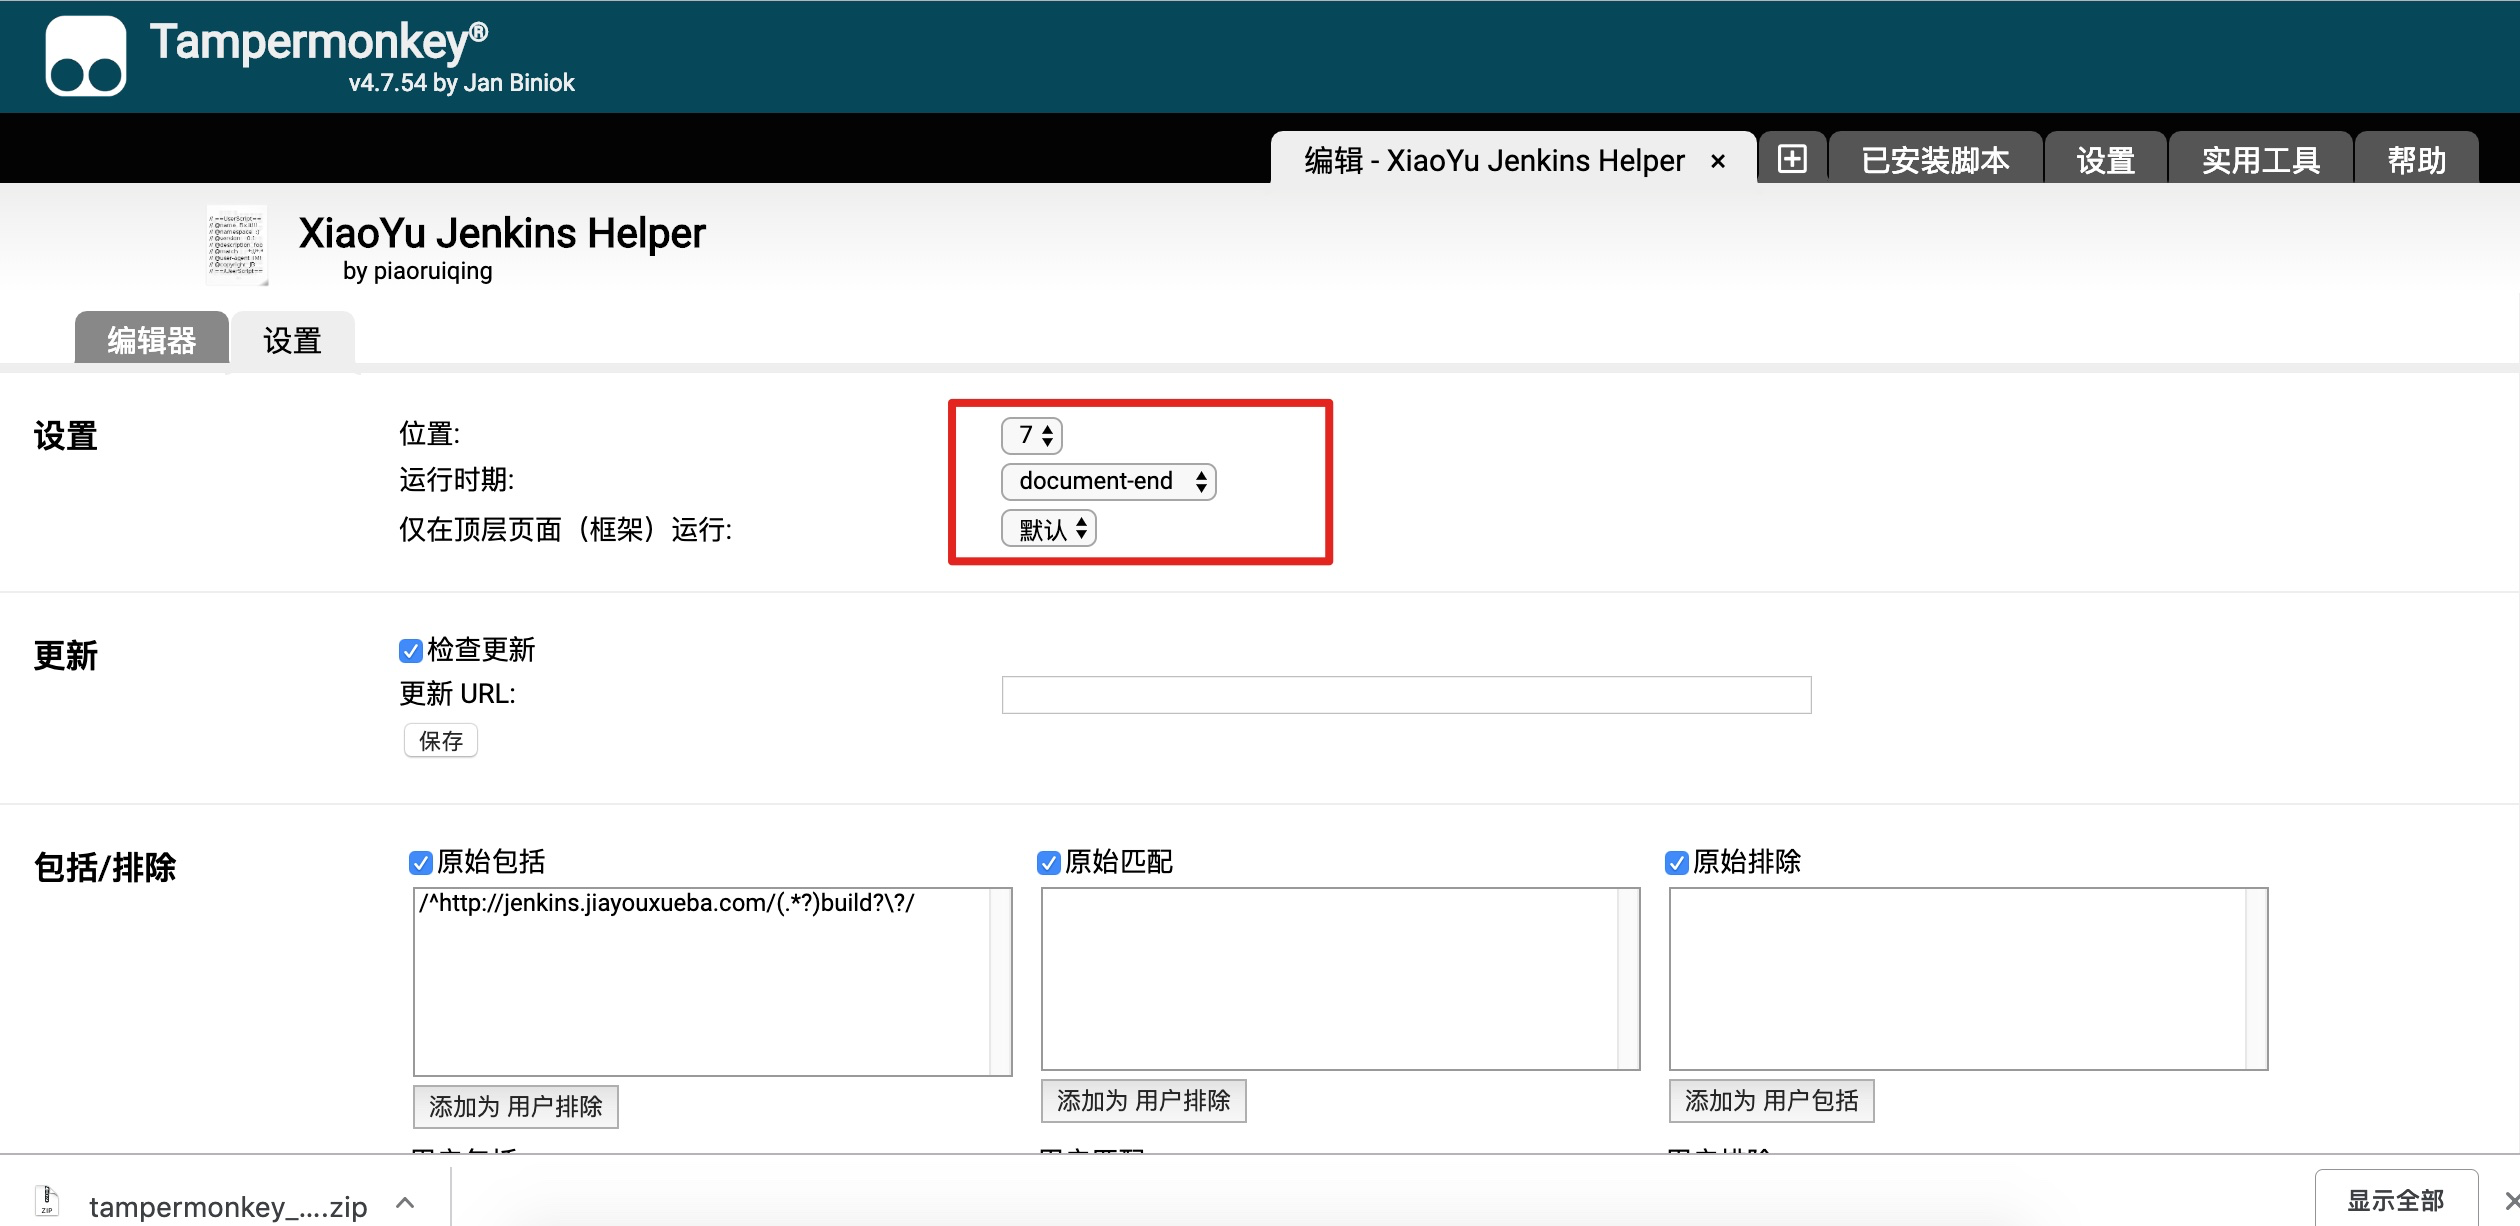 Tampermonkey®
v4.7.54 by Jan Biniok
编辑 - XiaoYu Jenkins Helper ×
已安装脚本
设置
实用工具
帮助
XiaoYu Jenkins Helper
by piaoruiqing
编辑器
设置
设置
位置:
7
运行时期:
document-end
仅在顶层页面（框架）运行:
默认
更新
检查更新
更新 URL:
保存
包括/排除
原始包括
原始匹配
原始排除
/^http://jenkins.jiayouxueba.com/(.*?)build?\?/
添加为 用户排除
添加为 用户排除
添加为 用户包括
tampermonkey_....zip
显示全部